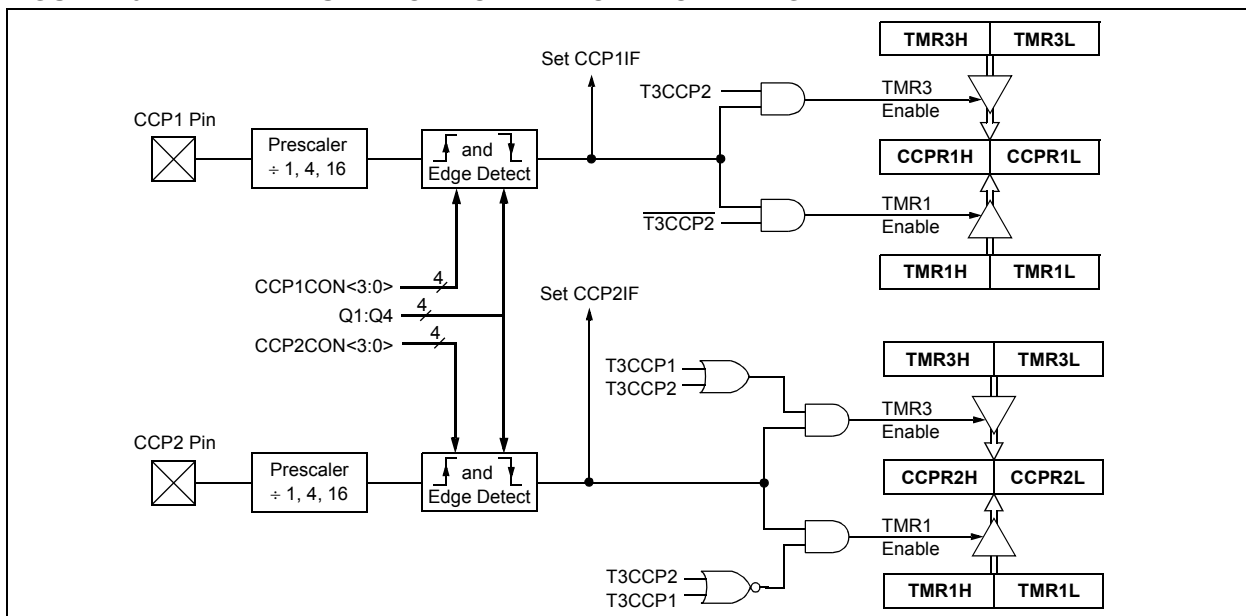 TMR3H TMR3L
Set CCP1IF
T3CCP2
TMR3
Enable
CCP1 Pin
Prescaler
÷ 1, 4, 16
and
Edge Detect
CCPR1H CCPR1L
T3CCP2
TMR1
Enable
TMR1H TMR1L
CCP1CON<3:0>
4
Q1:Q4
4
CCP2CON<3:0>
4
Set CCP2IF
TMR3H TMR3L
T3CCP1
T3CCP2
TMR3
Enable
CCP2 Pin
Prescaler
÷ 1, 4, 16
and
Edge Detect
CCPR2H CCPR2L
TMR1
Enable
T3CCP2
T3CCP1
TMR1H TMR1L